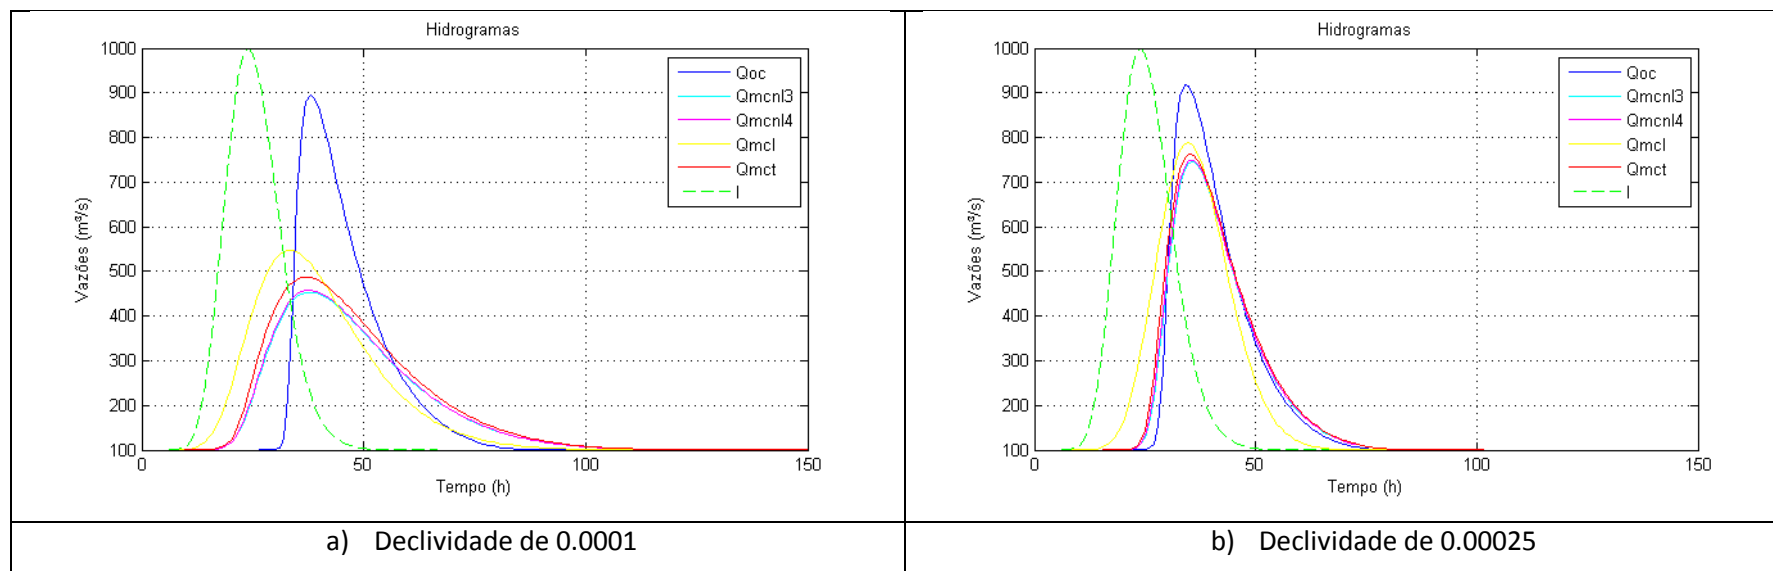 Hidrogramas
1000
900
800
700
600
500
400
300
200
100
Vazões (m³/s)
0
50
100
150
Tempo (h)
Qoc
Qmcnl3
Qmcnl4
Qmcl
Qmct
I
a) Declividade de 0.0001
Hidrogramas
1000
900
800
700
600
500
400
300
200
100
Vazões (m³/s)
0
50
100
150
Tempo (h)
Qoc
Qmcnl3
Qmcnl4
Qmcl
Qmct
I
b) Declividade de 0.00025